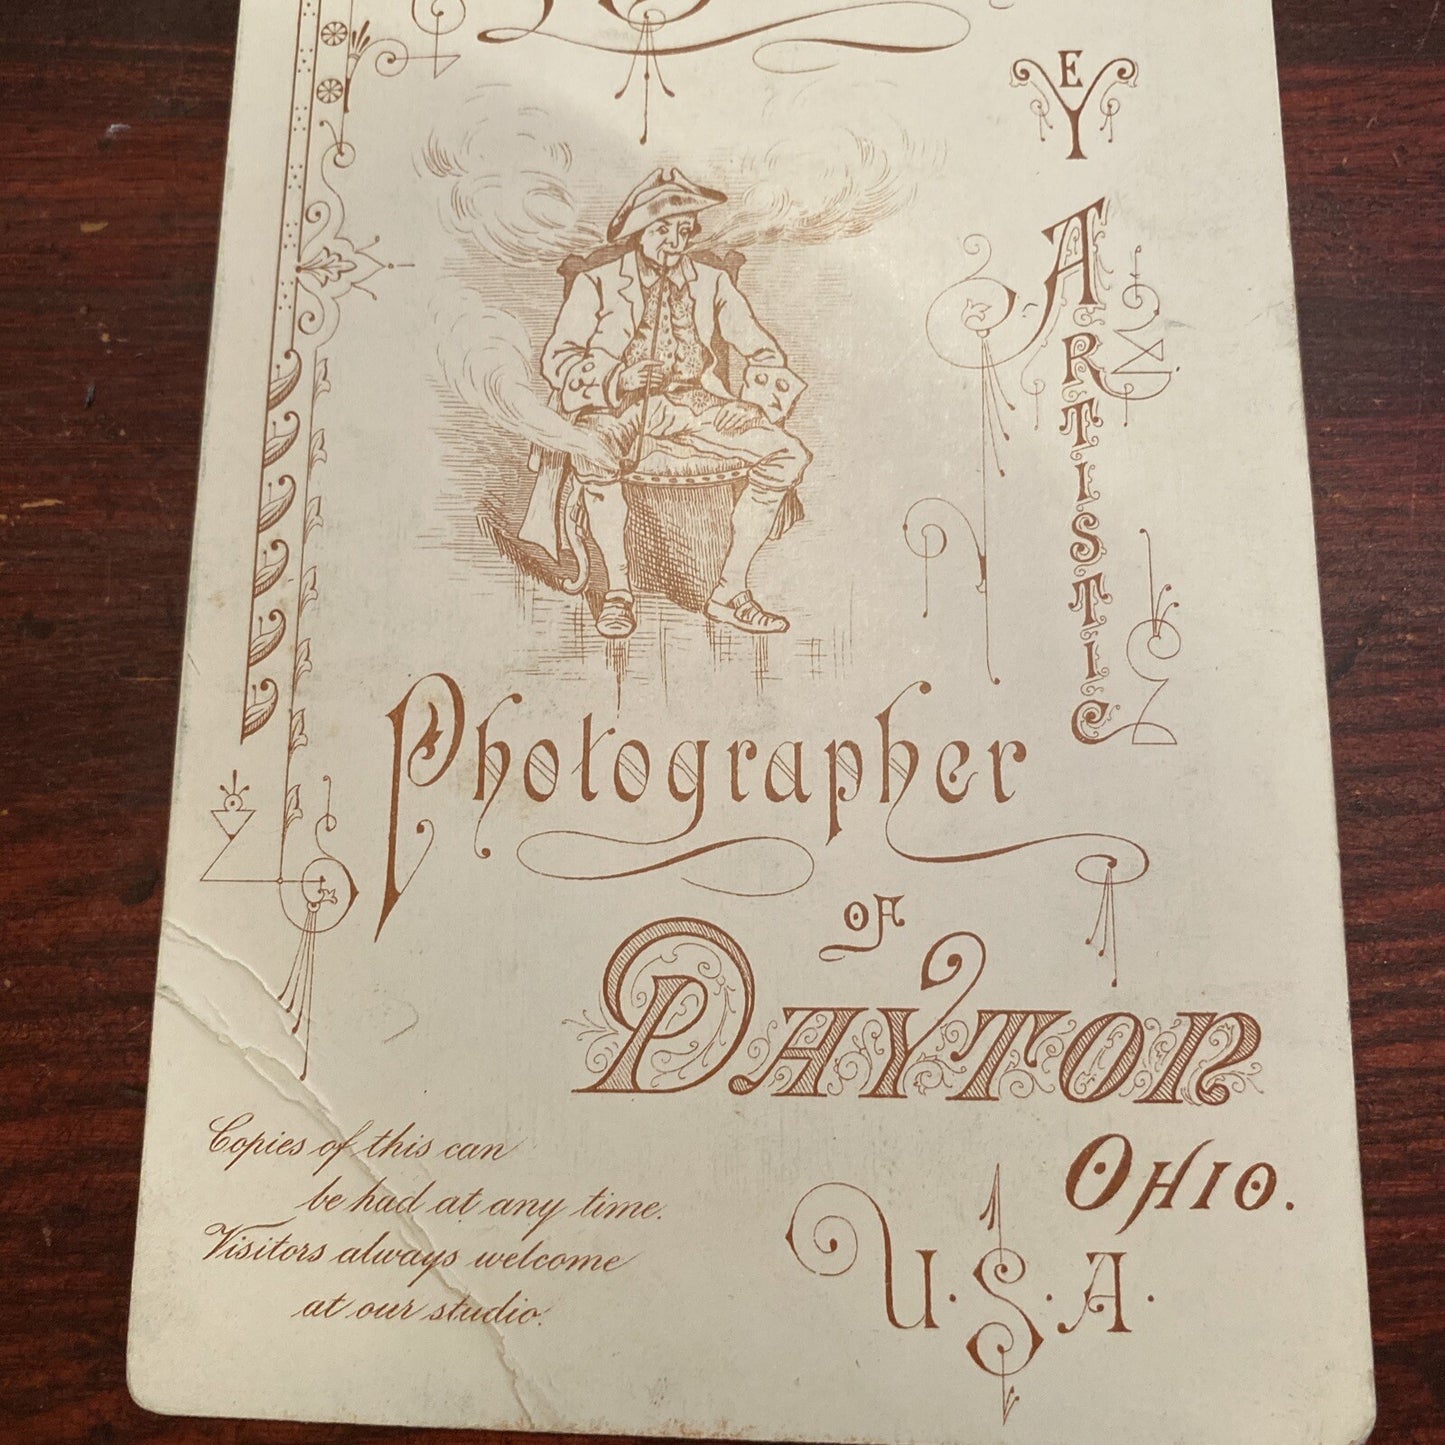 YE
ARTISTIC
Photographer
OF
DAYTON
OHIO.
U.S.A.
Copies of this can
be had at any time.
Visitors always welcome
at our studio.